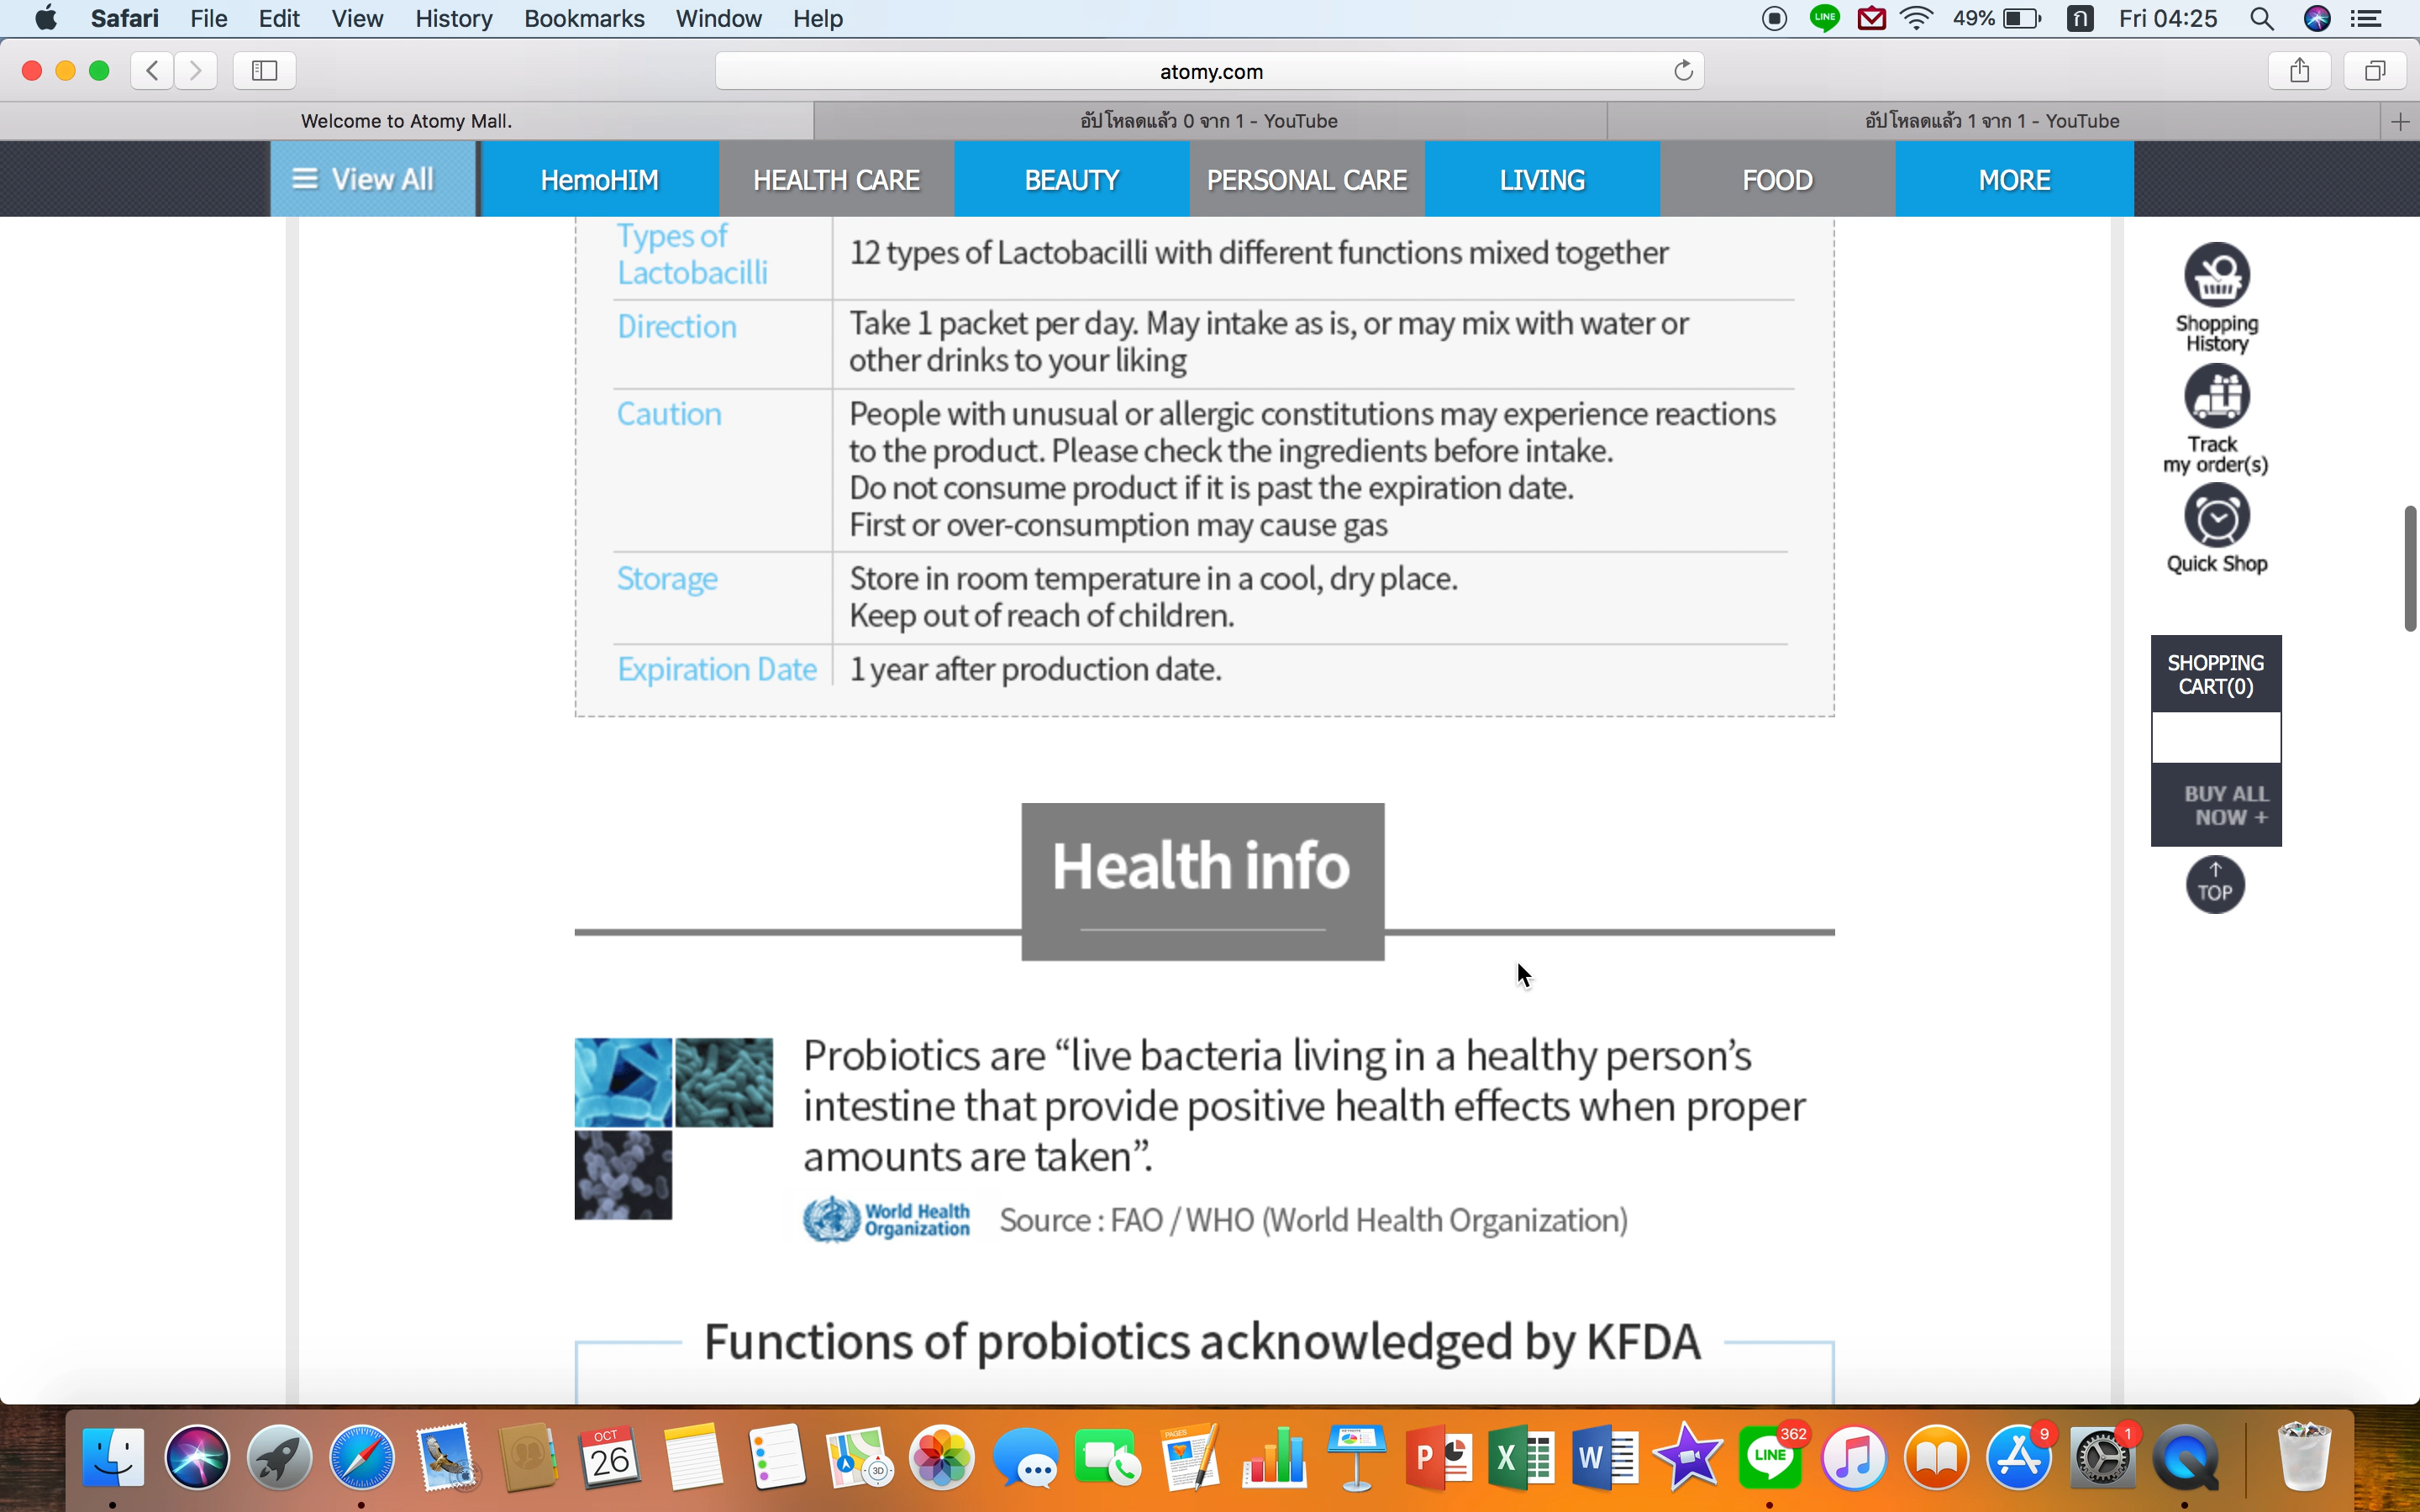 Safari File Edit View History Bookmarks Window Help
LINE 49% ก Fri 04:25
atomy.com
Welcome to Atomy Mall.
อัปโหลดแล้ว 0 จาก 1 - YouTube
อัปโหลดแล้ว 1 จาก 1 - YouTube
View All HemoHIM HEALTH CARE BEAUTY PERSONAL CARE LIVING FOOD MORE
Types of
Lactobacilli
12 types of Lactobacilli with different functions mixed together
Direction
Take 1 packet per day. May intake as is, or may mix with water or
other drinks to your liking
Caution
People with unusual or allergic constitutions may experience reactions
to the product. Please check the ingredients before intake.
Do not consume product if it is past the expiration date.
First or over-consumption may cause gas
Storage
Store in room temperature in a cool, dry place.
Keep out of reach of children.
Expiration Date
1 year after production date.
Shopping
History
Track
my order(s)
Quick Shop
SHOPPING
CART(0)
BUY ALL
NOW +
TOP
Health info
Probiotics are “live bacteria living in a healthy person’s
intestine that provide positive health effects when proper
amounts are taken”.
World Health
Organization
Source : FAO / WHO (World Health Organization)
Functions of probiotics acknowledged by KFDA
OCT
26
3D
PAGES
P
X
W
LINE
362
9
1